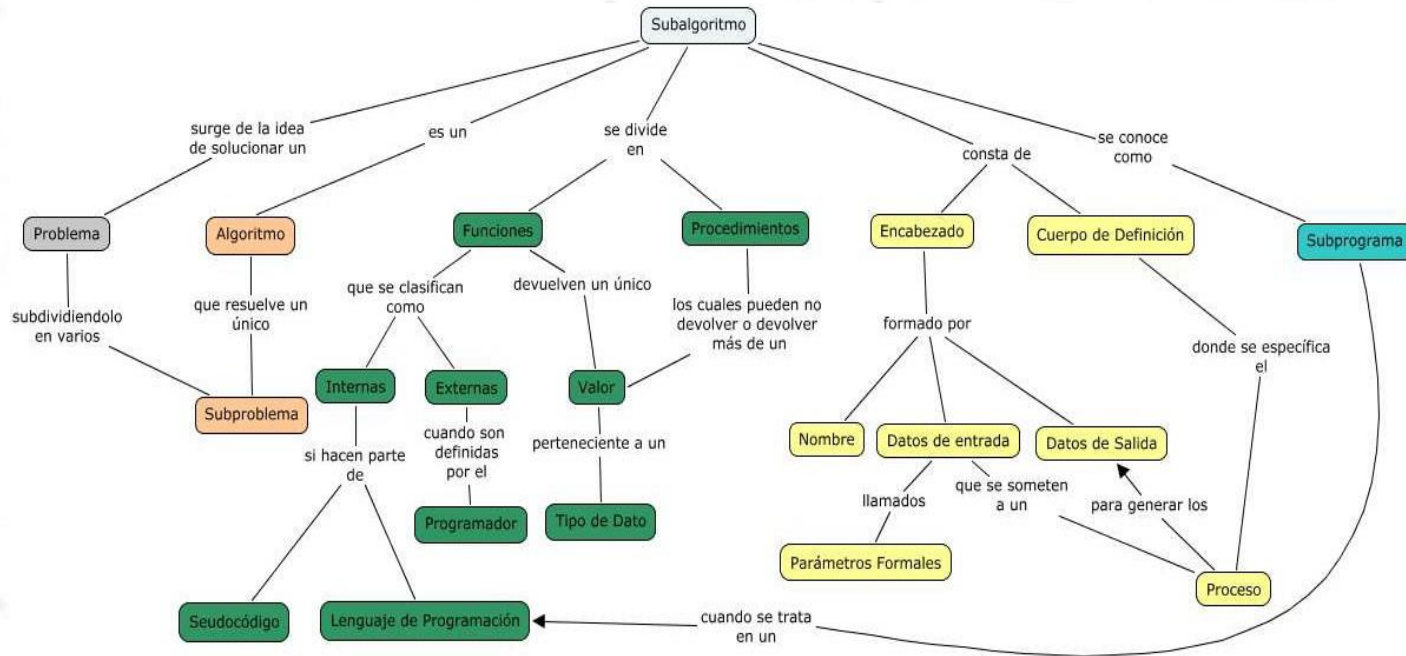 Subalgoritmo
surge de la idea
de solucionar un
es un
se divide
en
consta de
se conoce
como
Problema
Algoritmo
Funciones
Procedimientos
Encabezado
Cuerpo de Definición
Subprograma
subdividiendolo
en varios
que resuelve un
único
que se clasifican
como
devuelven un único
los cuales pueden no
devolver o devolver
más de un
formado por
donde se específica
el
Internas
Externas
Valor
Subproblema
si hacen parte
de
cuando son
definidas
por el
perteneciente a un
Nombre
Datos de entrada
Datos de Salida
llamados
que se someten
a un
para generar los
Programador
Tipo de Dato
Parámetros Formales
Proceso
Seudocódigo
Lenguaje de Programación
cuando se trata
en un